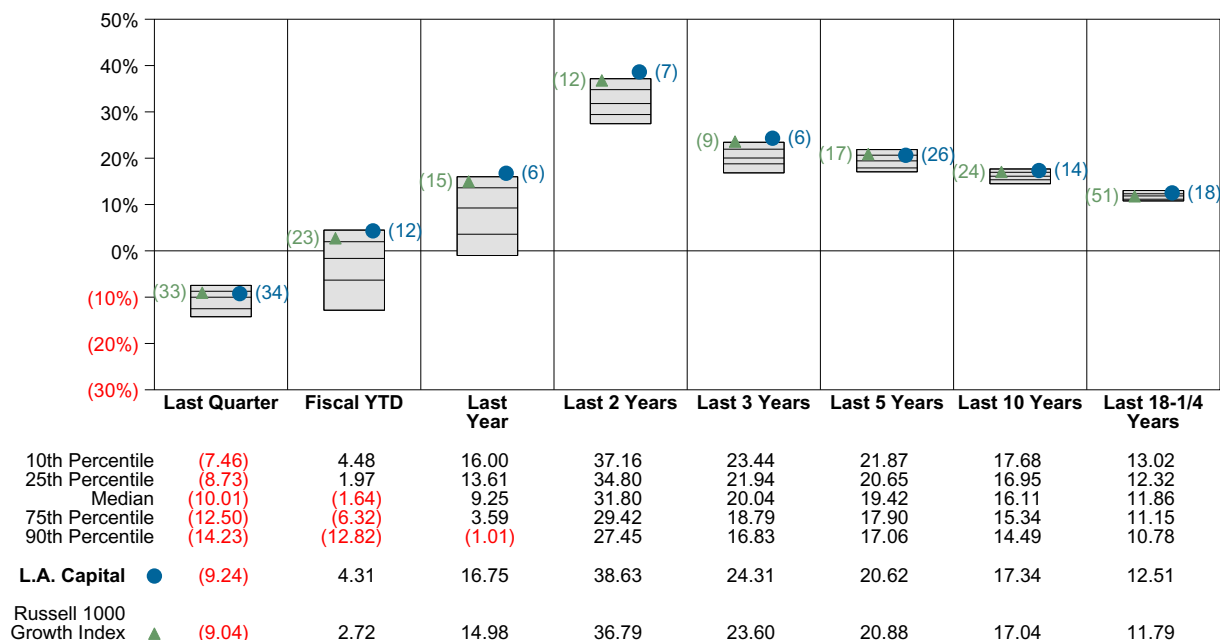 50%
40%
30%
20%
10%
0%
(10%)
(20%)
(30%)
(33) (34)
(23) (12)
(15) (6)
(12) (7)
(9) (6)
(17) (26)
(24) (14)
(51) (18)
Last Quarter Fiscal YTD Last Year Last 2 Years Last 3 Years Last 5 Years Last 10 Years Last 18-1/4 Years
10th Percentile (7.46) 4.48 16.00 37.16 23.44 21.87 17.68 13.02
25th Percentile (8.73) 1.97 13.61 34.80 21.94 20.65 16.95 12.32
Median (10.01) (1.64) 9.25 31.80 20.04 19.42 16.11 11.86
75th Percentile (12.50) (6.32) 3.59 29.42 18.79 17.90 15.34 11.15
90th Percentile (14.23) (12.82) (1.01) 27.45 16.83 17.06 14.49 10.78
L.A. Capital (9.24) 4.31 16.75 38.63 24.31 20.62 17.34 12.51
Russell 1000
Growth Index (9.04) 2.72 14.98 36.79 23.60 20.88 17.04 11.79